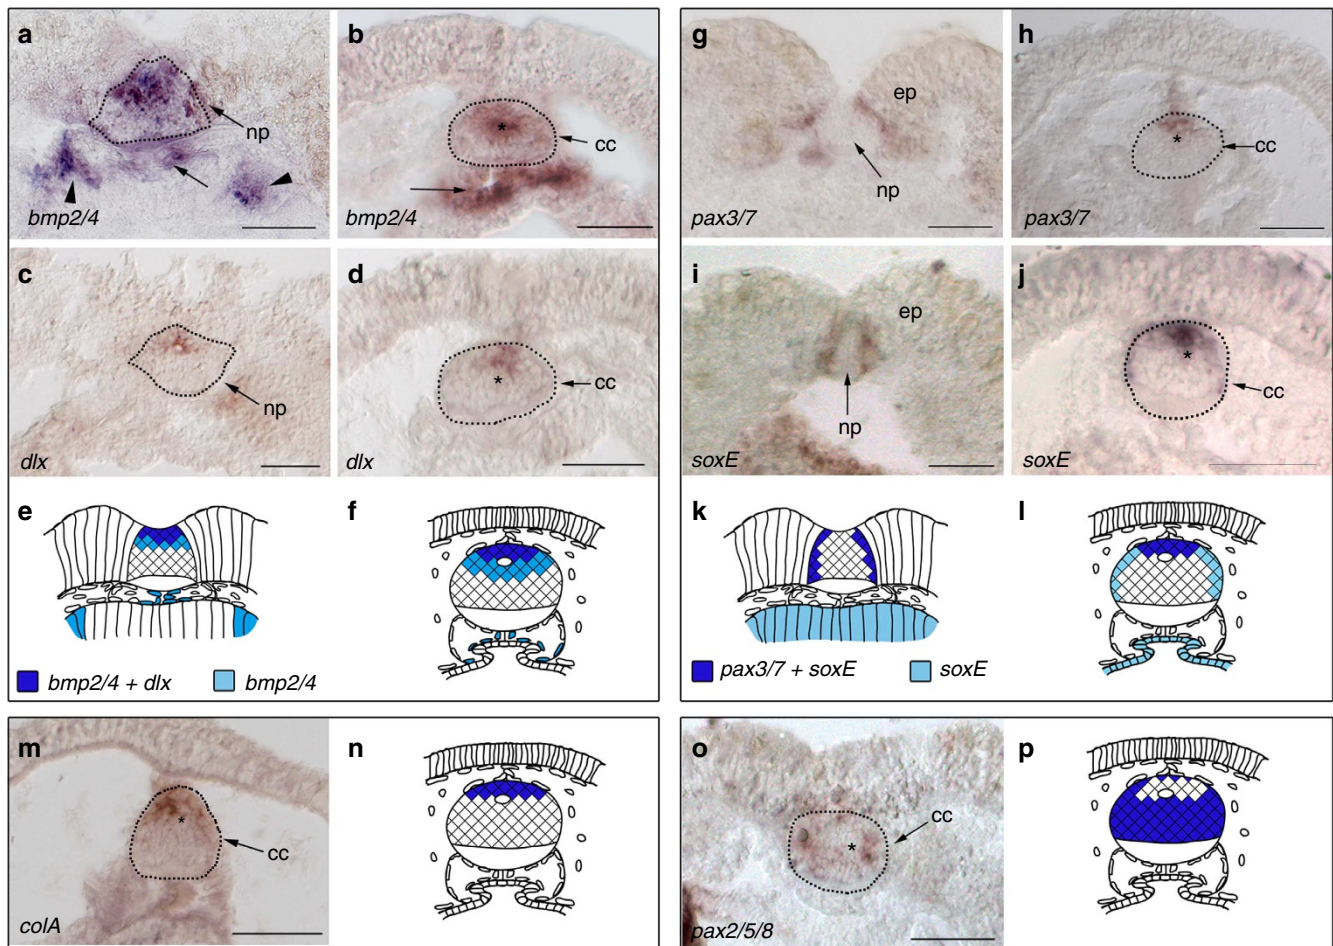 a
np
bmp2/4
b
*
cc
bmp2/4
c
np
dlx
d
*
cc
dlx
e
f
bmp2/4 + dlx
bmp2/4
g
ep
np
pax3/7
h
*
cc
pax3/7
i
ep
np
soxE
j
*
cc
soxE
k
l
pax3/7 + soxE
soxE
m
*
cc
colA
n
o
cc
*
pax2/5/8
p